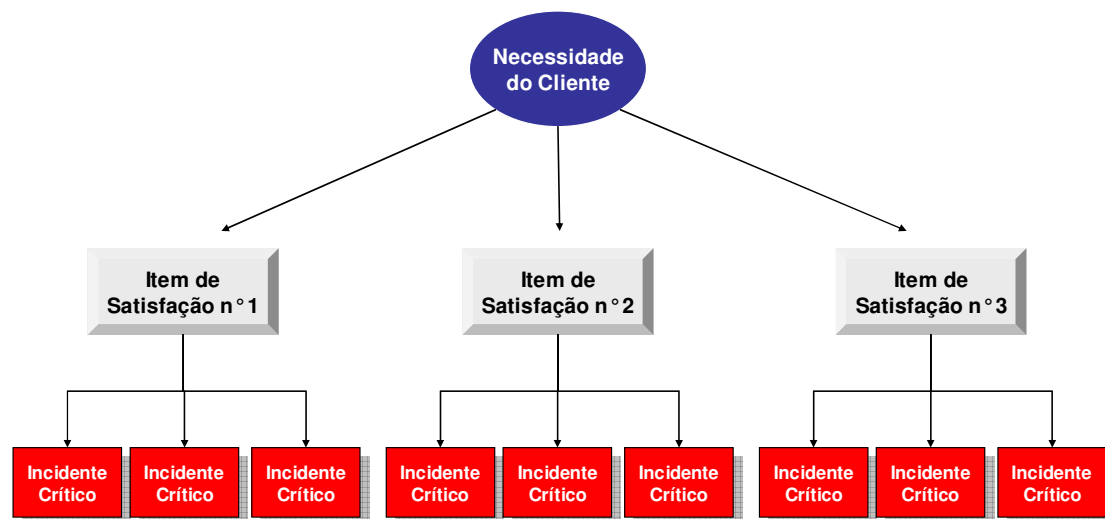 Necessidade
do Cliente
Item de
Satisfação n°1
Item de
Satisfação n°2
Item de
Satisfação n°3
Incidente
Crítico
Incidente
Crítico
Incidente
Crítico
Incidente
Crítico
Incidente
Crítico
Incidente
Crítico
Incidente
Crítico
Incidente
Crítico
Incidente
Crítico